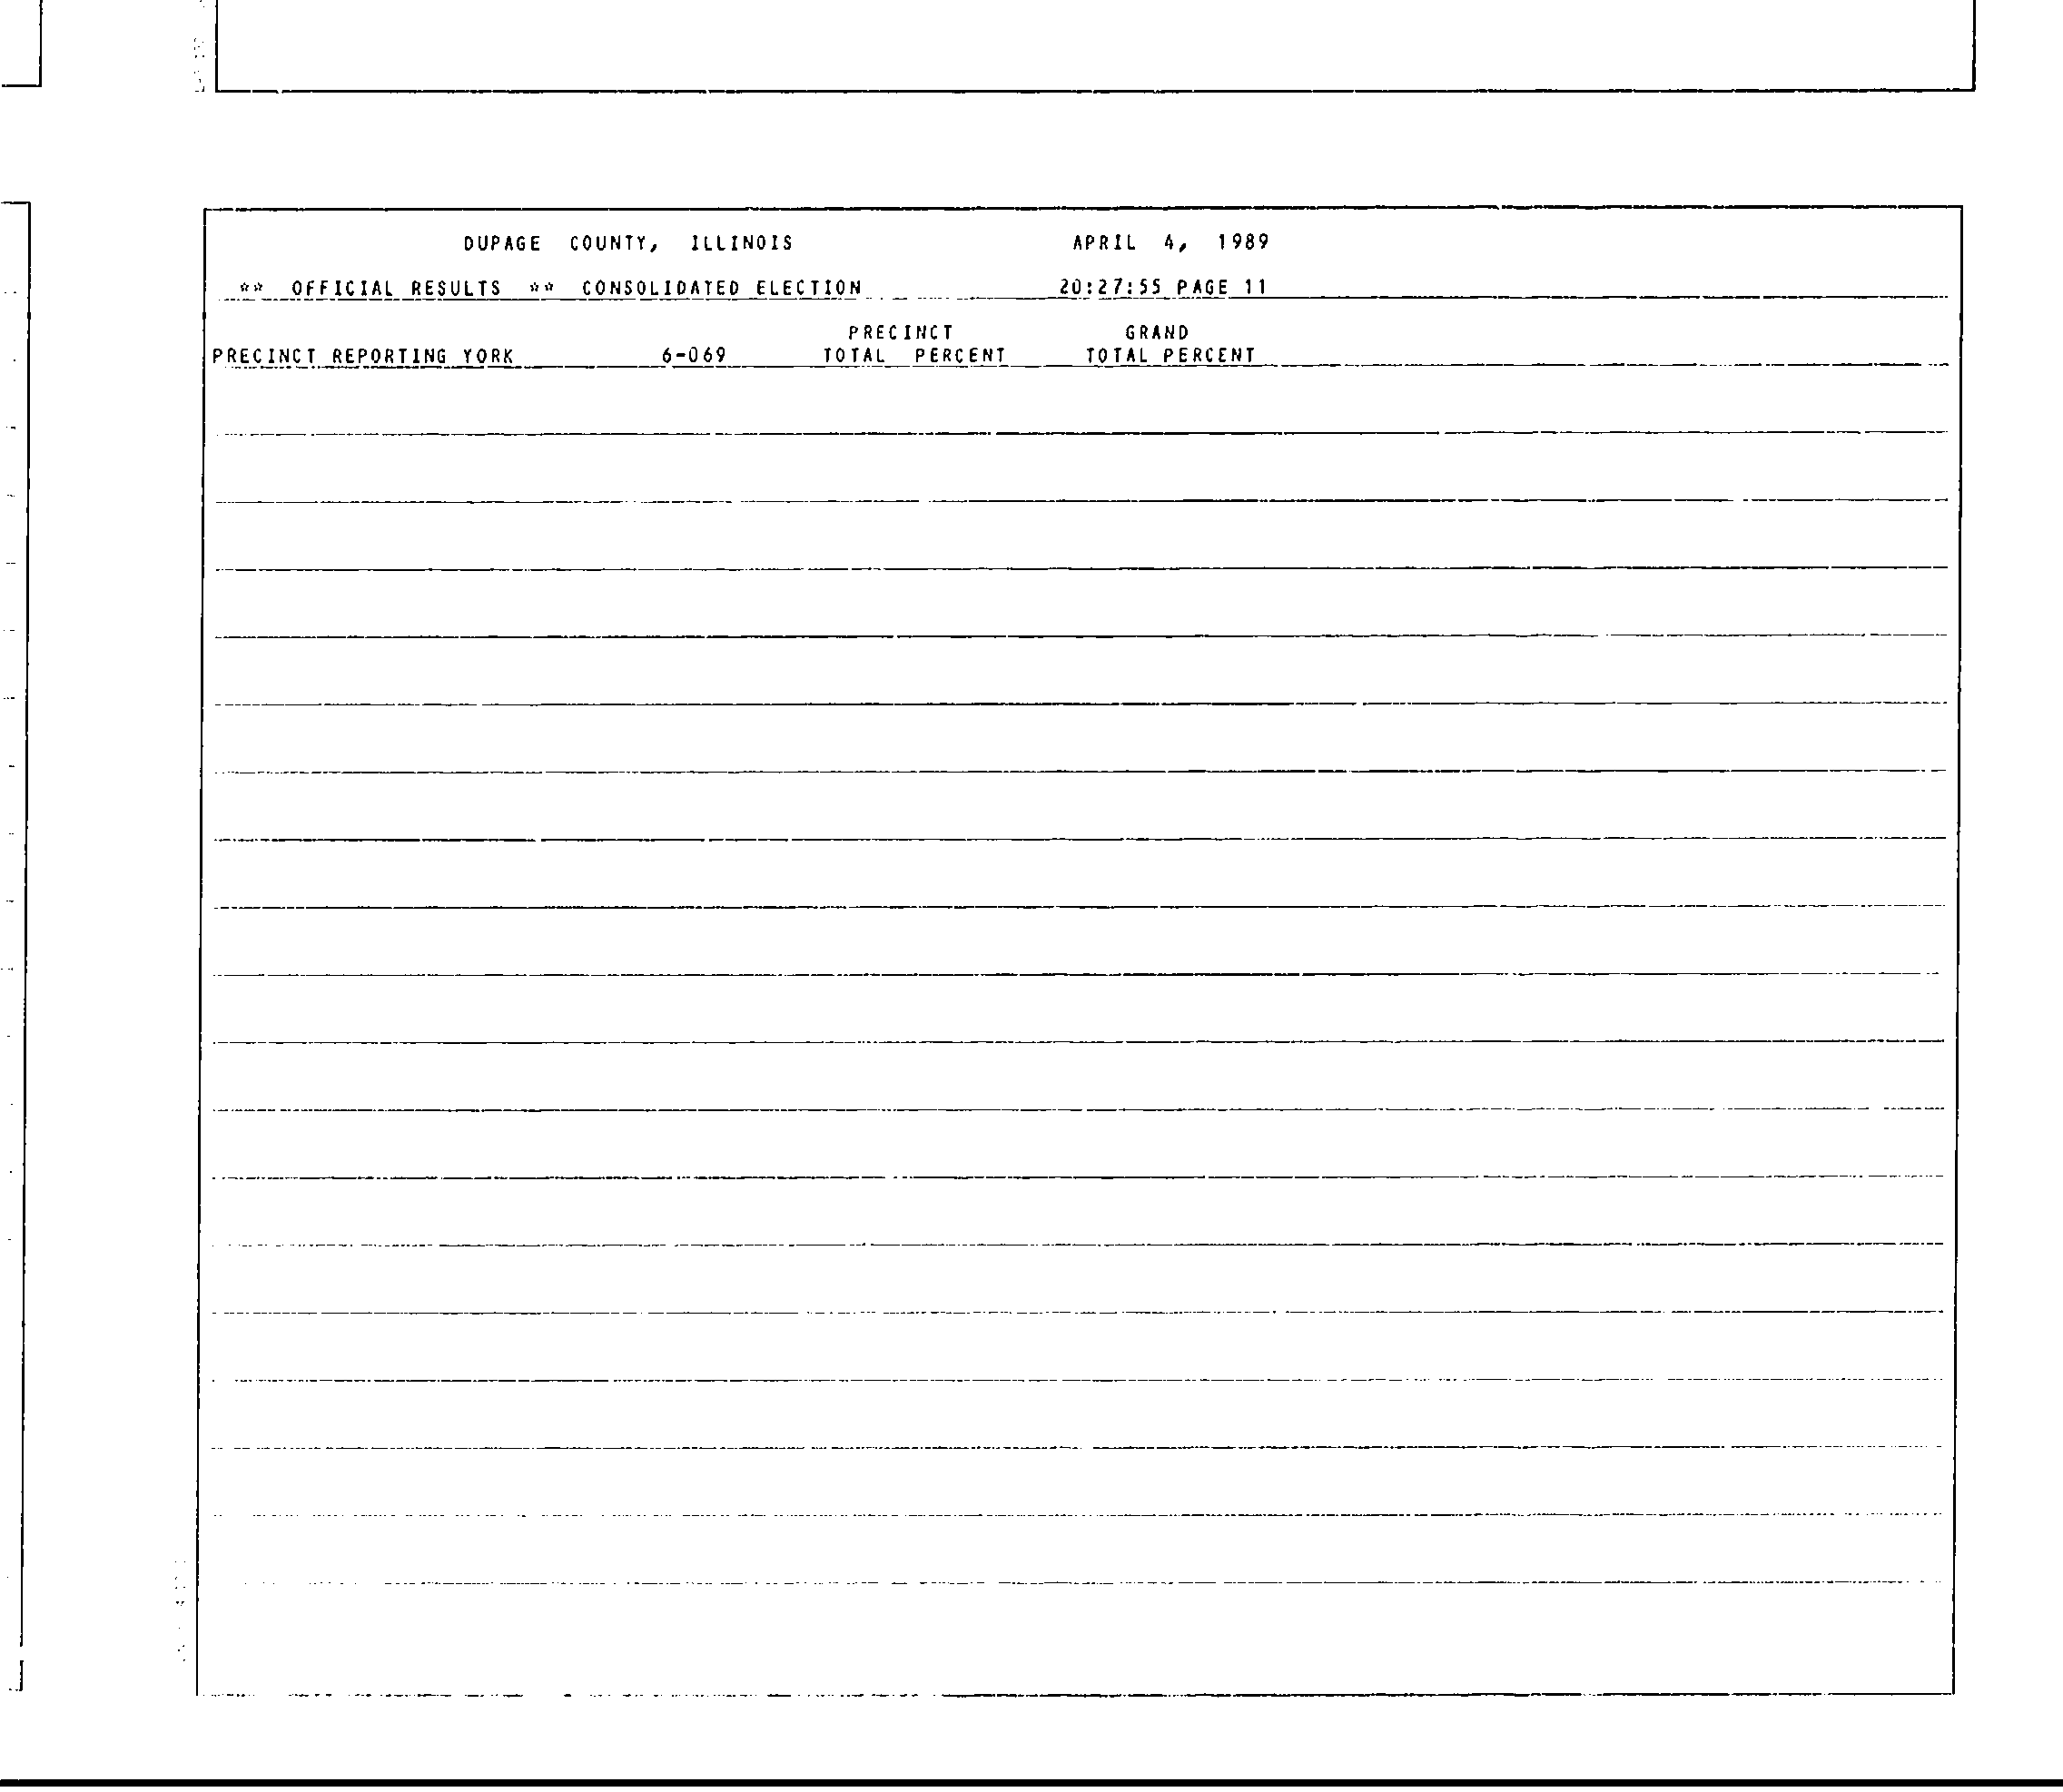 DUPAGE COUNTY, ILLINOIS APRIL 4, 1989
** OFFICIAL RESULTS ** CONSOLIDATED ELECTION 20:27:55 PAGE 11
PRECINCT GRAND
PRECINCT REPORTING YORK 6-069 TOTAL PERCENT TOTAL PERCENT